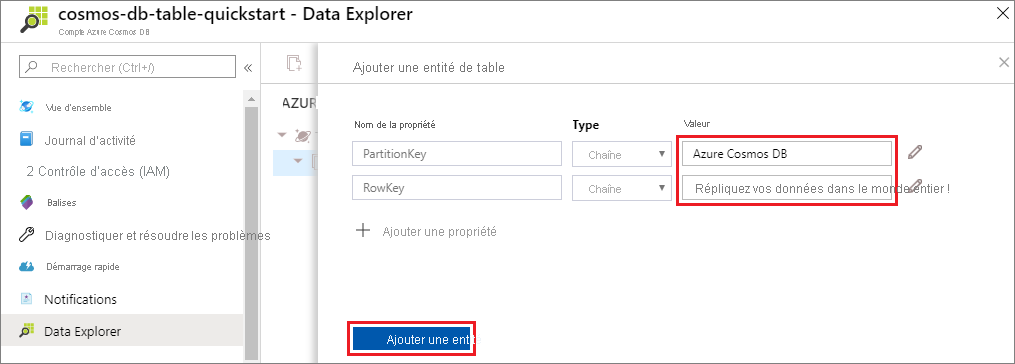 cosmos-db-table-quickstart - Data Explorer
Compte Azure Cosmos DB
Rechercher (Ctrl+/)
«
Vue d'ensemble
Journal d'activité
2 Contrôle d'accès (IAM)
Balises
Diagnostiquer et résoudre les problèmes
Démarrage rapide
Notifications
Data Explorer
AZUR
Ajouter une entité de table
Nom de la propriété Type Valeur
PartitionKey Chaîne Azure Cosmos DB
RowKey Chaîne Répliquez vos données dans le monde entier !
Ajouter une propriété
Ajouter une entité